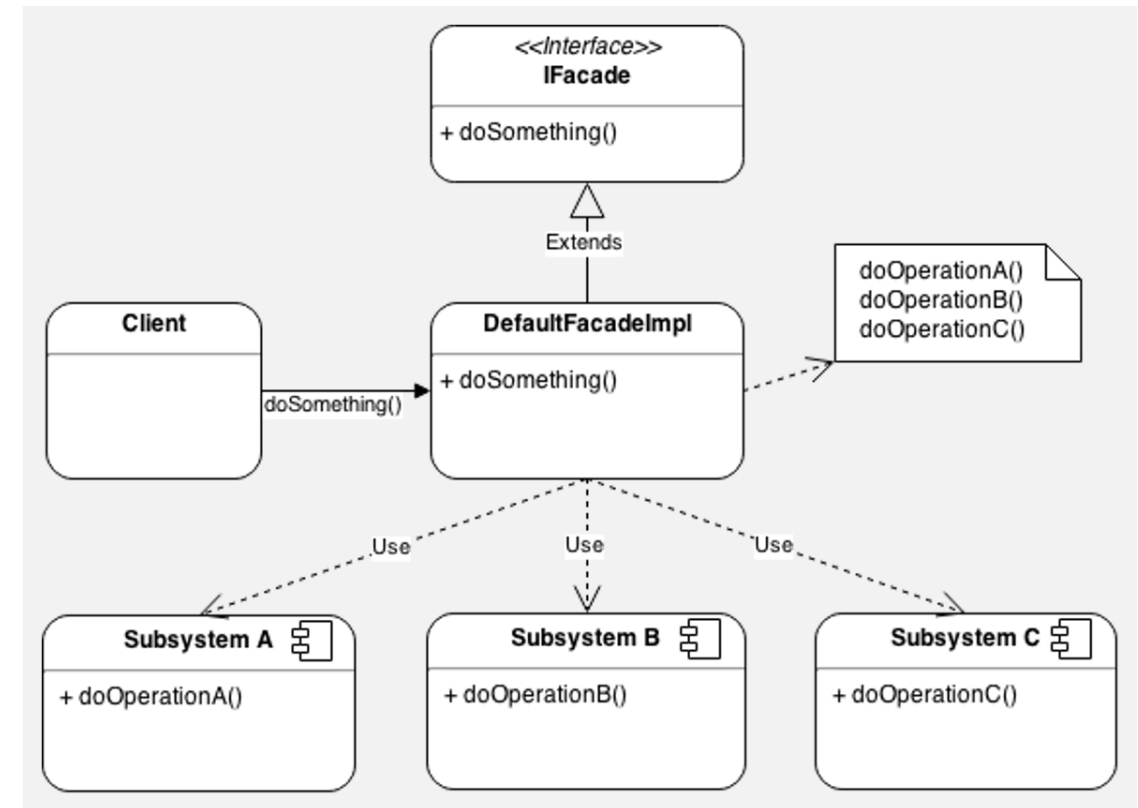 <<Interface>>
IFacade
+ doSomething()
Extends
doOperationA()
doOperationB()
doOperationC()
Client
doSomething()
DefaultFacadeImpl
+ doSomething()
Use
Use
Use
Subsystem A
+ doOperationA()
Subsystem B
+ doOperationB()
Subsystem C
+ doOperationC()